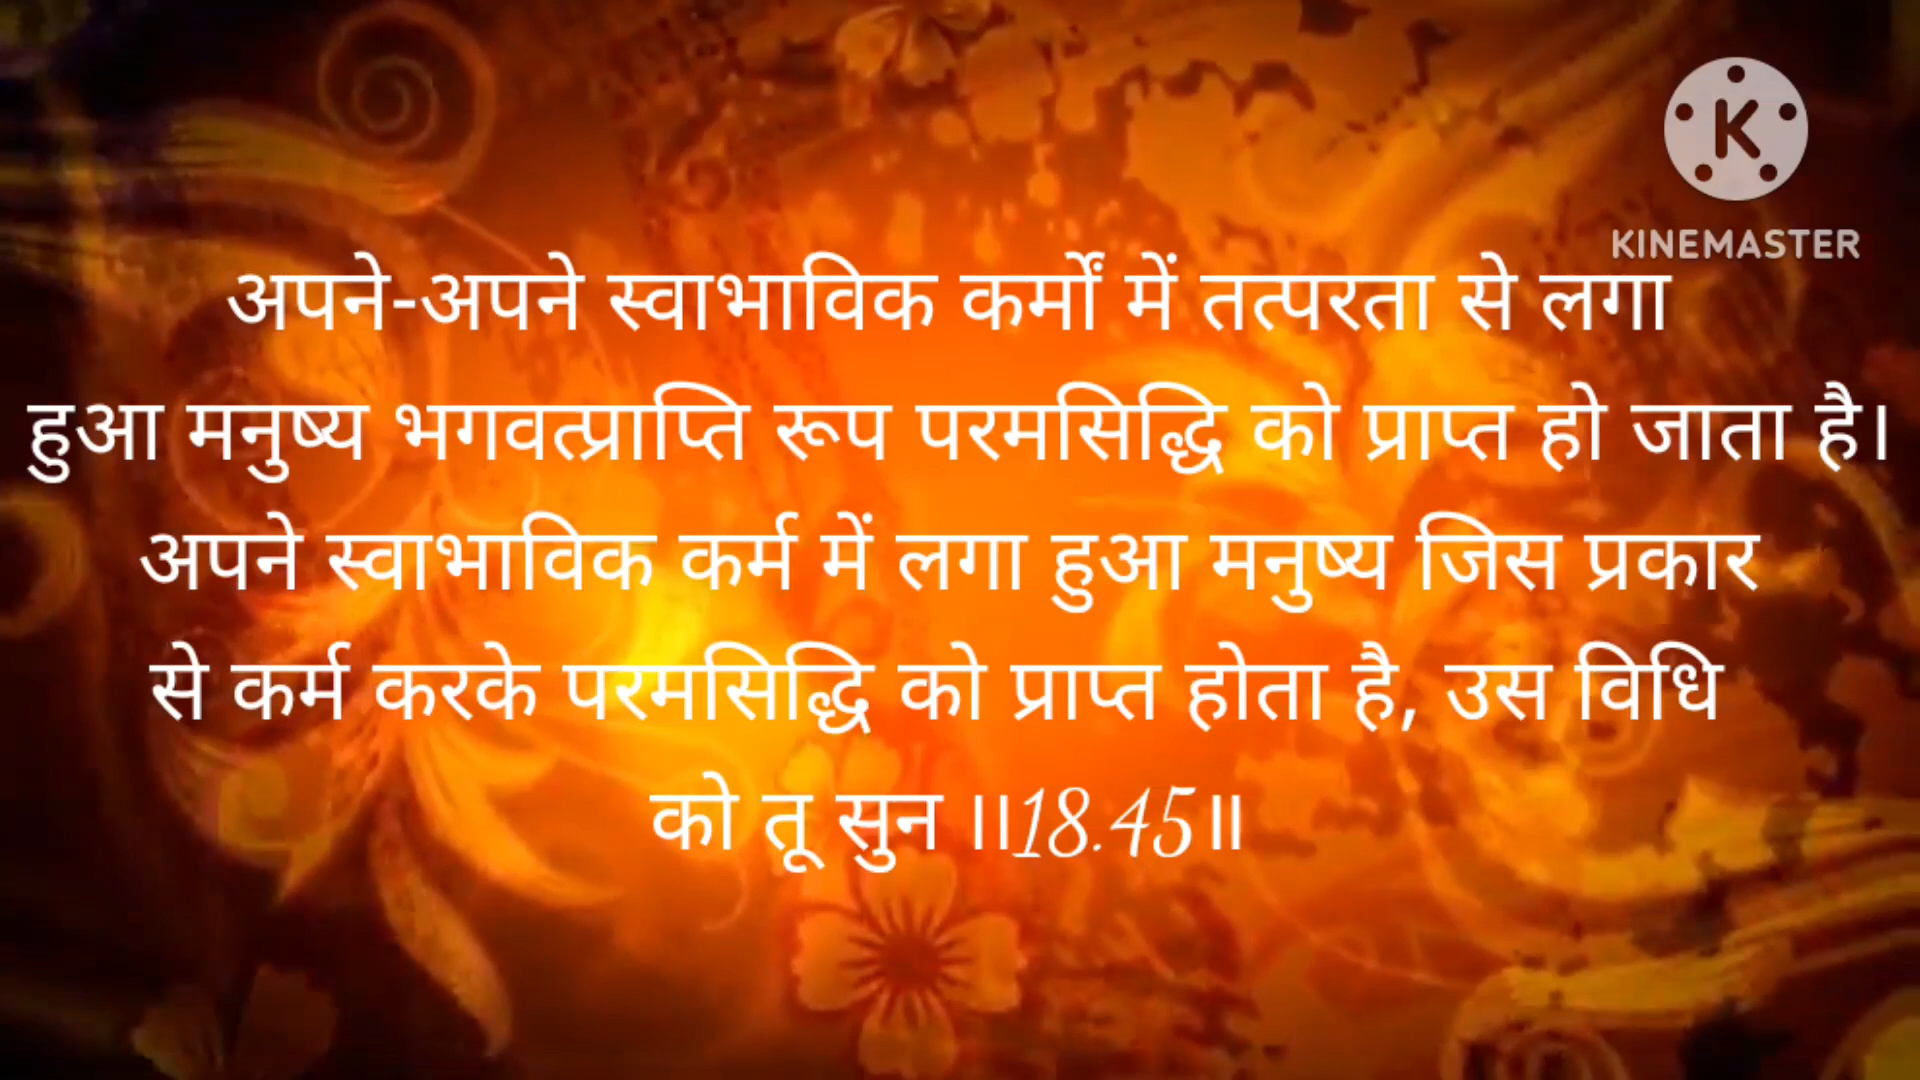 KINEMASTER
अपने-अपने स्वाभाविक कर्मों में तत्परता से लगा
हुआ मनुष्य भगवत्प्राप्ति रूप परमसिद्धि को प्राप्त हो जाता है।
अपने स्वाभाविक कर्म में लगा हुआ मनुष्य जिस प्रकार
से कर्म करके परमसिद्धि को प्राप्त होता है, उस विधि
को तू सुन ।।18.45॥